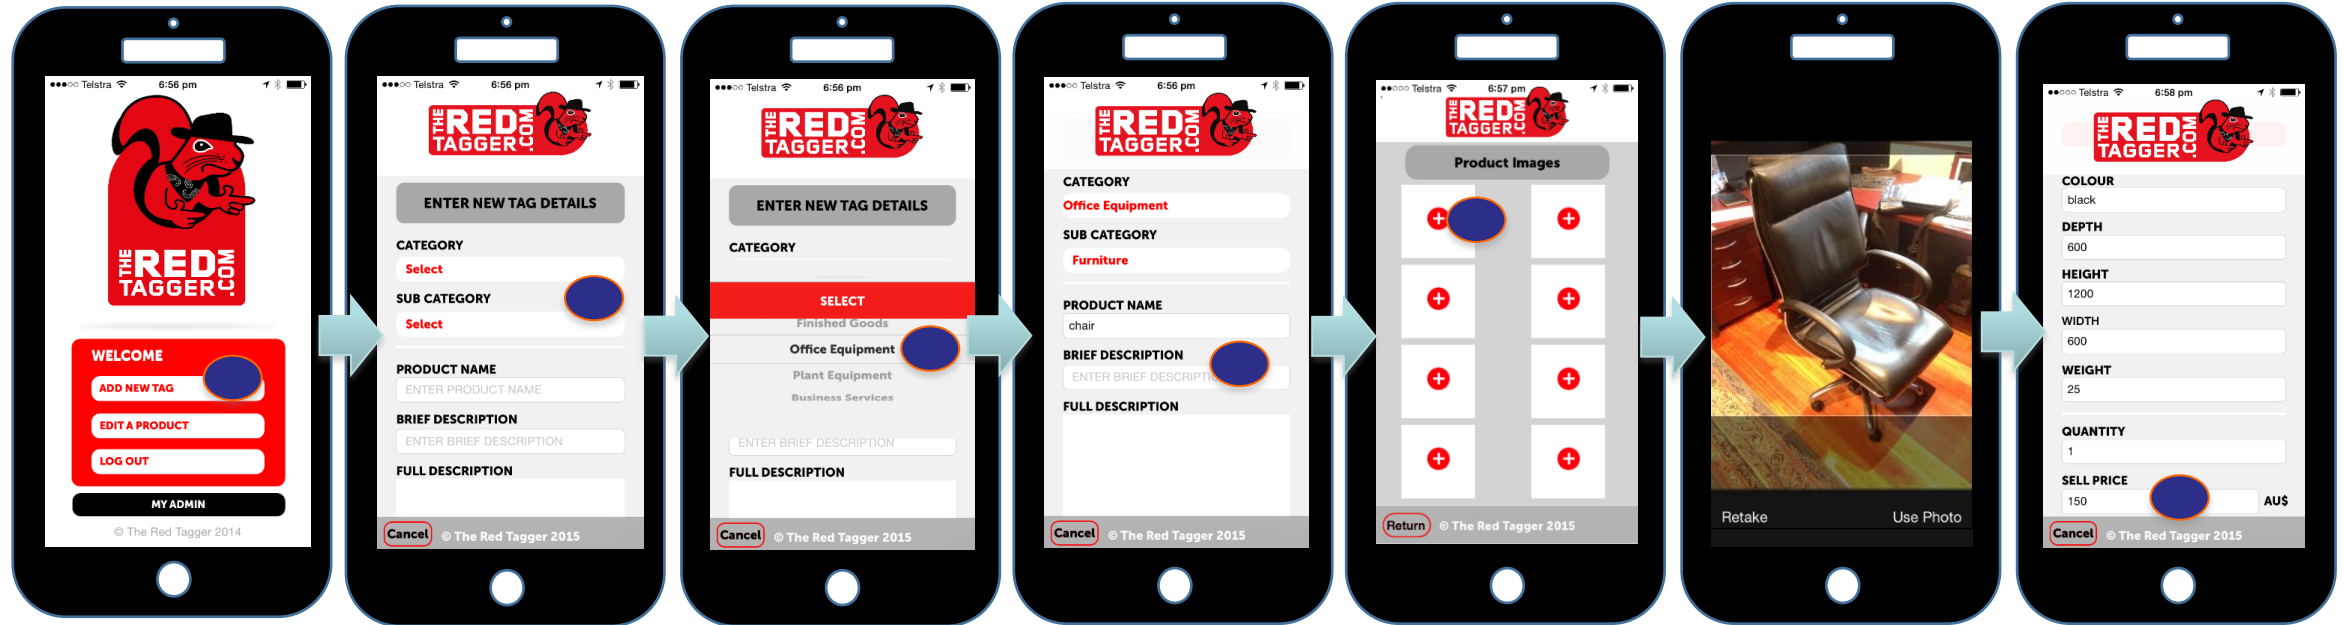 ●●●○○ Telstra 6:56 pm
THE RED TAGGER .COM
WELCOME
ADD NEW TAG
EDIT A PRODUCT
LOG OUT
MY ADMIN
© The Red Tagger 2014
●●●○○ Telstra 6:56 pm
THE RED TAGGER .COM
ENTER NEW TAG DETAILS
CATEGORY
Select
SUB CATEGORY
Select
PRODUCT NAME
ENTER PRODUCT NAME
BRIEF DESCRIPTION
ENTER BRIEF DESCRIPTION
FULL DESCRIPTION
Cancel © The Red Tagger 2015
●●●○○ Telstra 6:56 pm
THE RED TAGGER .COM
ENTER NEW TAG DETAILS
CATEGORY
SELECT
Finished Goods
Office Equipment
Plant Equipment
Business Services
ENTER BRIEF DESCRIPTION
FULL DESCRIPTION
Cancel © The Red Tagger 2015
●●●○○ Telstra 6:56 pm
THE RED TAGGER .COM
CATEGORY
Office Equipment
SUB CATEGORY
Furniture
PRODUCT NAME
chair
BRIEF DESCRIPTION
ENTER BRIEF
FULL DESCRIPTION
Cancel © The Red Tagger 2015
●●○○○ Telstra 6:57 pm
THE RED TAGGER .COM
Product Images
Return © The Red Tagger 2015
Retake Use Photo
●●○○○ Telstra 6:58 pm
THE RED TAGGER .COM
COLOUR
black
DEPTH
600
HEIGHT
1200
WIDTH
600
WEIGHT
25
QUANTITY
1
SELL PRICE
150 AU$
Cancel © The Red Tagger 2015